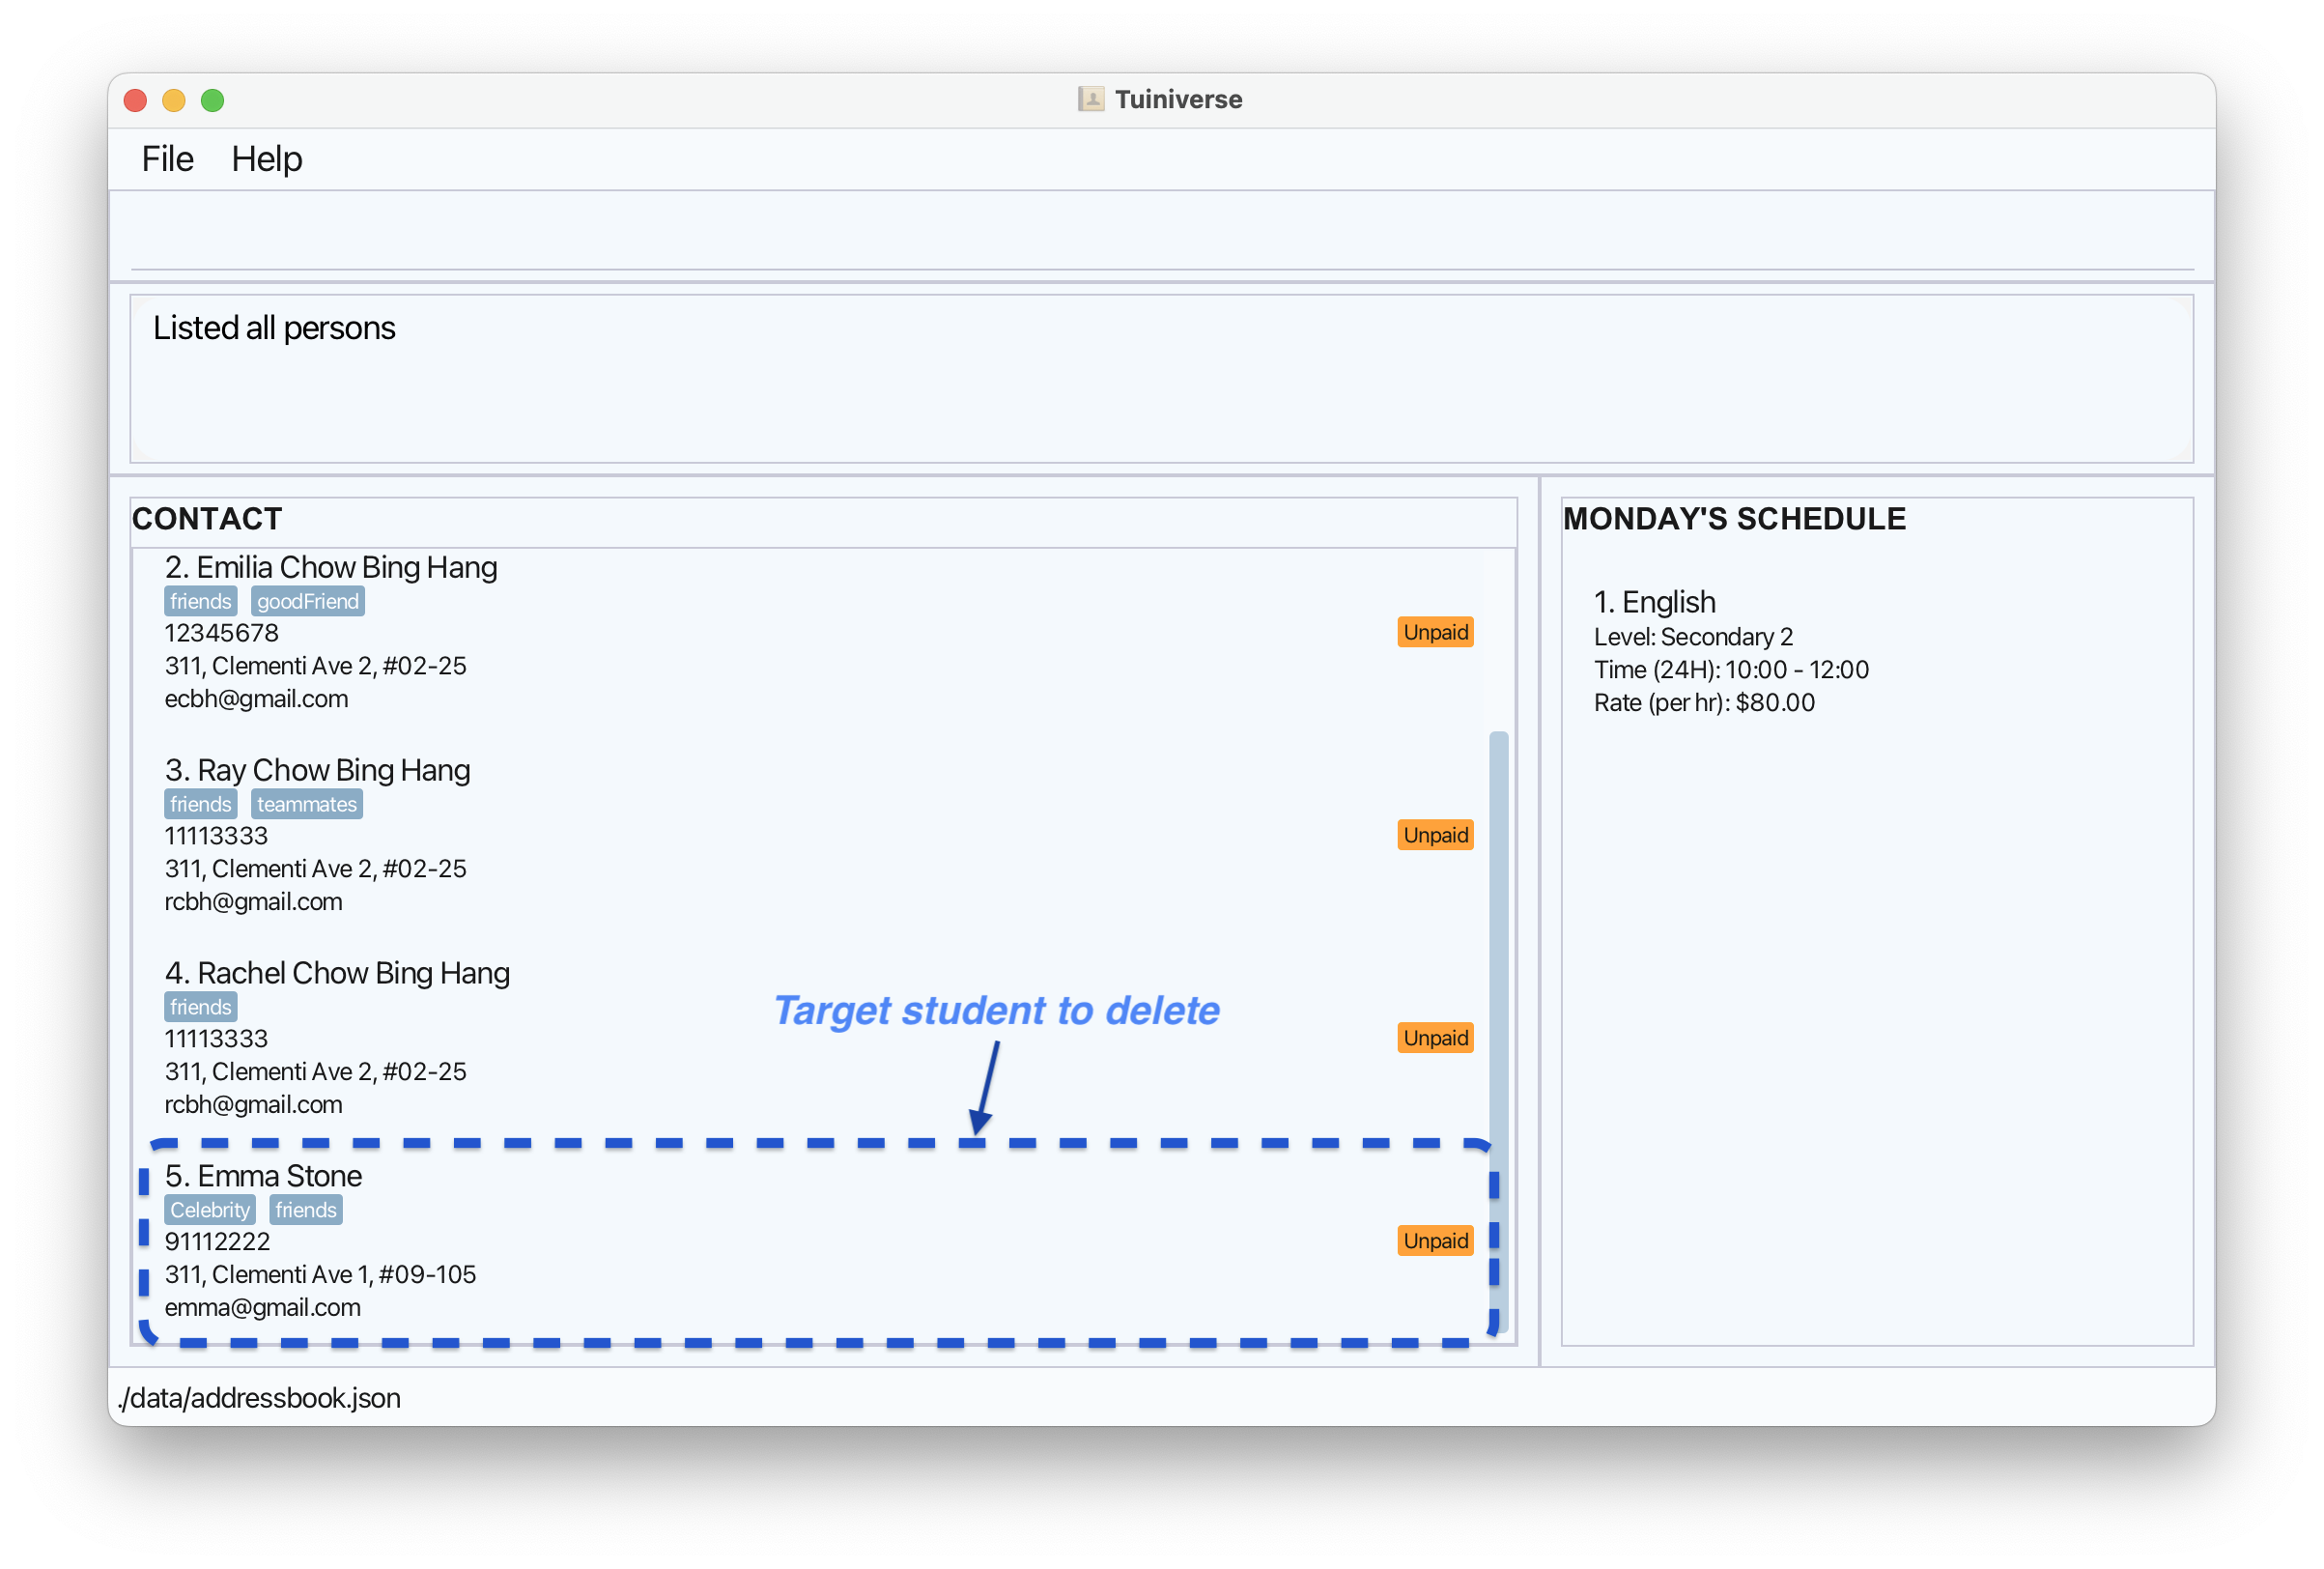 Tuiniverse
File Help
Listed all persons
CONTACT
2. Emilia Chow Bing Hang
friends goodFriend
12345678
Unpaid
311, Clementi Ave 2, #02-25
ecbh@gmail.com
3. Ray Chow Bing Hang
friends teammates
11113333
Unpaid
311, Clementi Ave 2, #02-25
rcbh@gmail.com
4. Rachel Chow Bing Hang
friends
11113333
Unpaid
311, Clementi Ave 2, #02-25
rcbh@gmail.com
Target student to delete
5. Emma Stone
Celebrity friends
91112222
Unpaid
311, Clementi Ave 1, #09-105
emma@gmail.com
MONDAY'S SCHEDULE
1. English
Level: Secondary 2
Time (24H): 10:00 - 12:00
Rate (per hr): $80.00
./data/addressbook.json